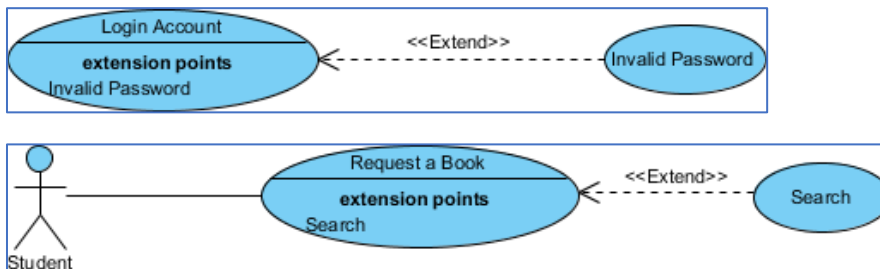 Login Account
<<Extend>>
extension points
Invalid Password
Invalid Password
Request a Book
<<Extend>>
extension points
Search
Search
Student